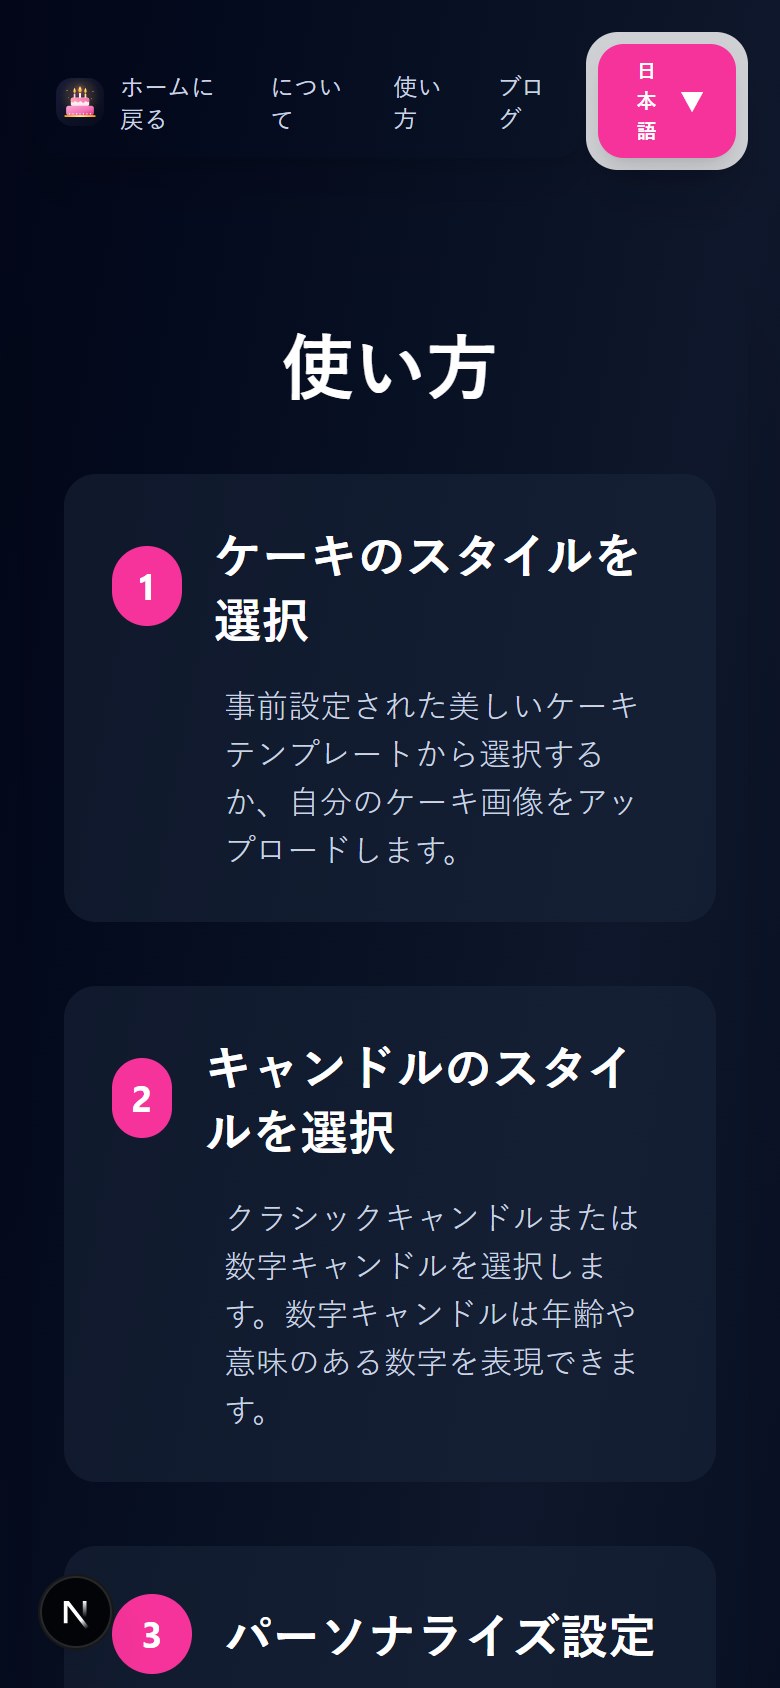 ホームに
戻る
につい
て
使い
方
ブロ
グ
日
本
語
▼
使い方
1
ケーキのスタイルを
選択
事前設定された美しいケーキ
テンプレートから選択する
か、自分のケーキ画像をアッ
プロードします。
2
キャンドルのスタイ
ルを選択
クラシックキャンドルまたは
数字キャンドルを選択しま
す。数字キャンドルは年齢や
意味のある数字を表現できま
す。
N
3
パーソナライズ設定